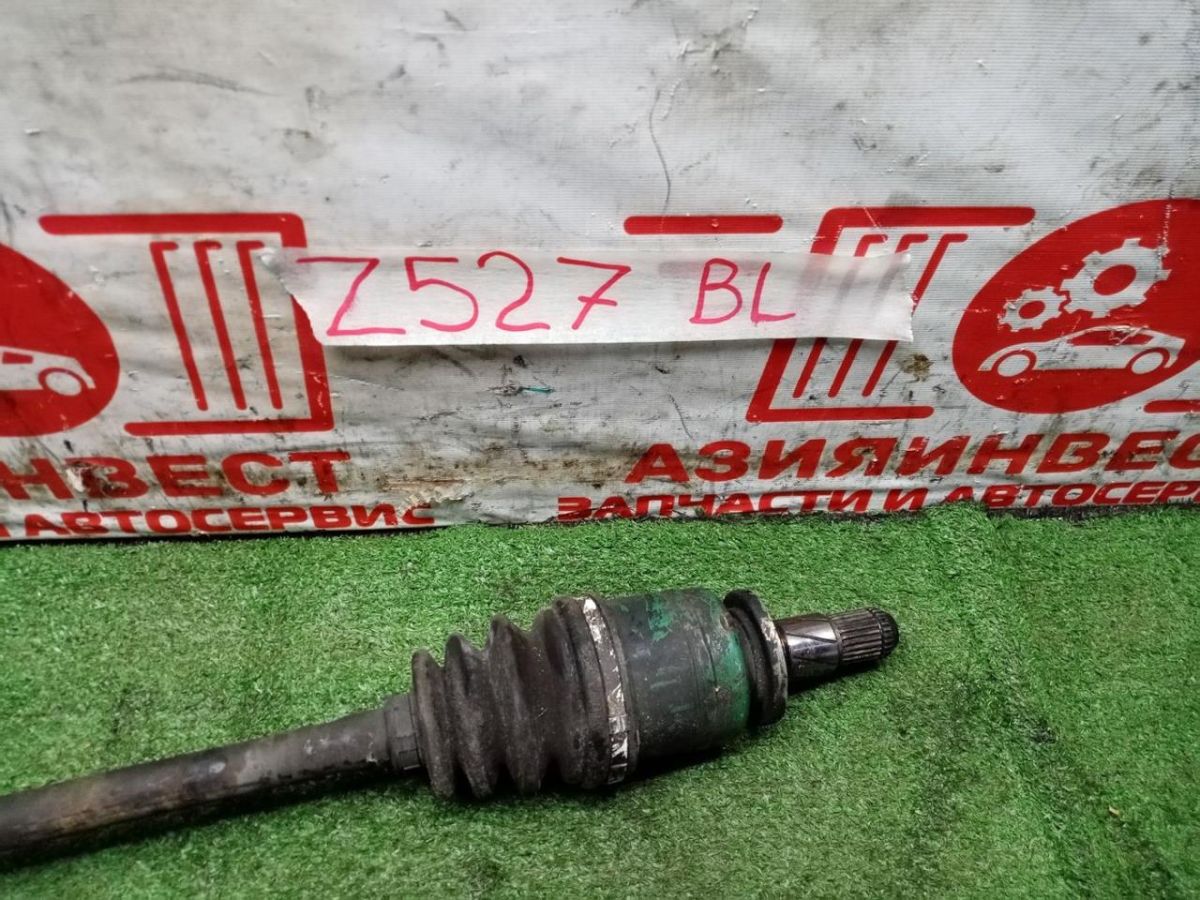 Z527 BL
НВЕСТ АЗИЯИНВЕС
АВТОСЕРВИС ЗАПЧАСТИ И АВТОСЕР